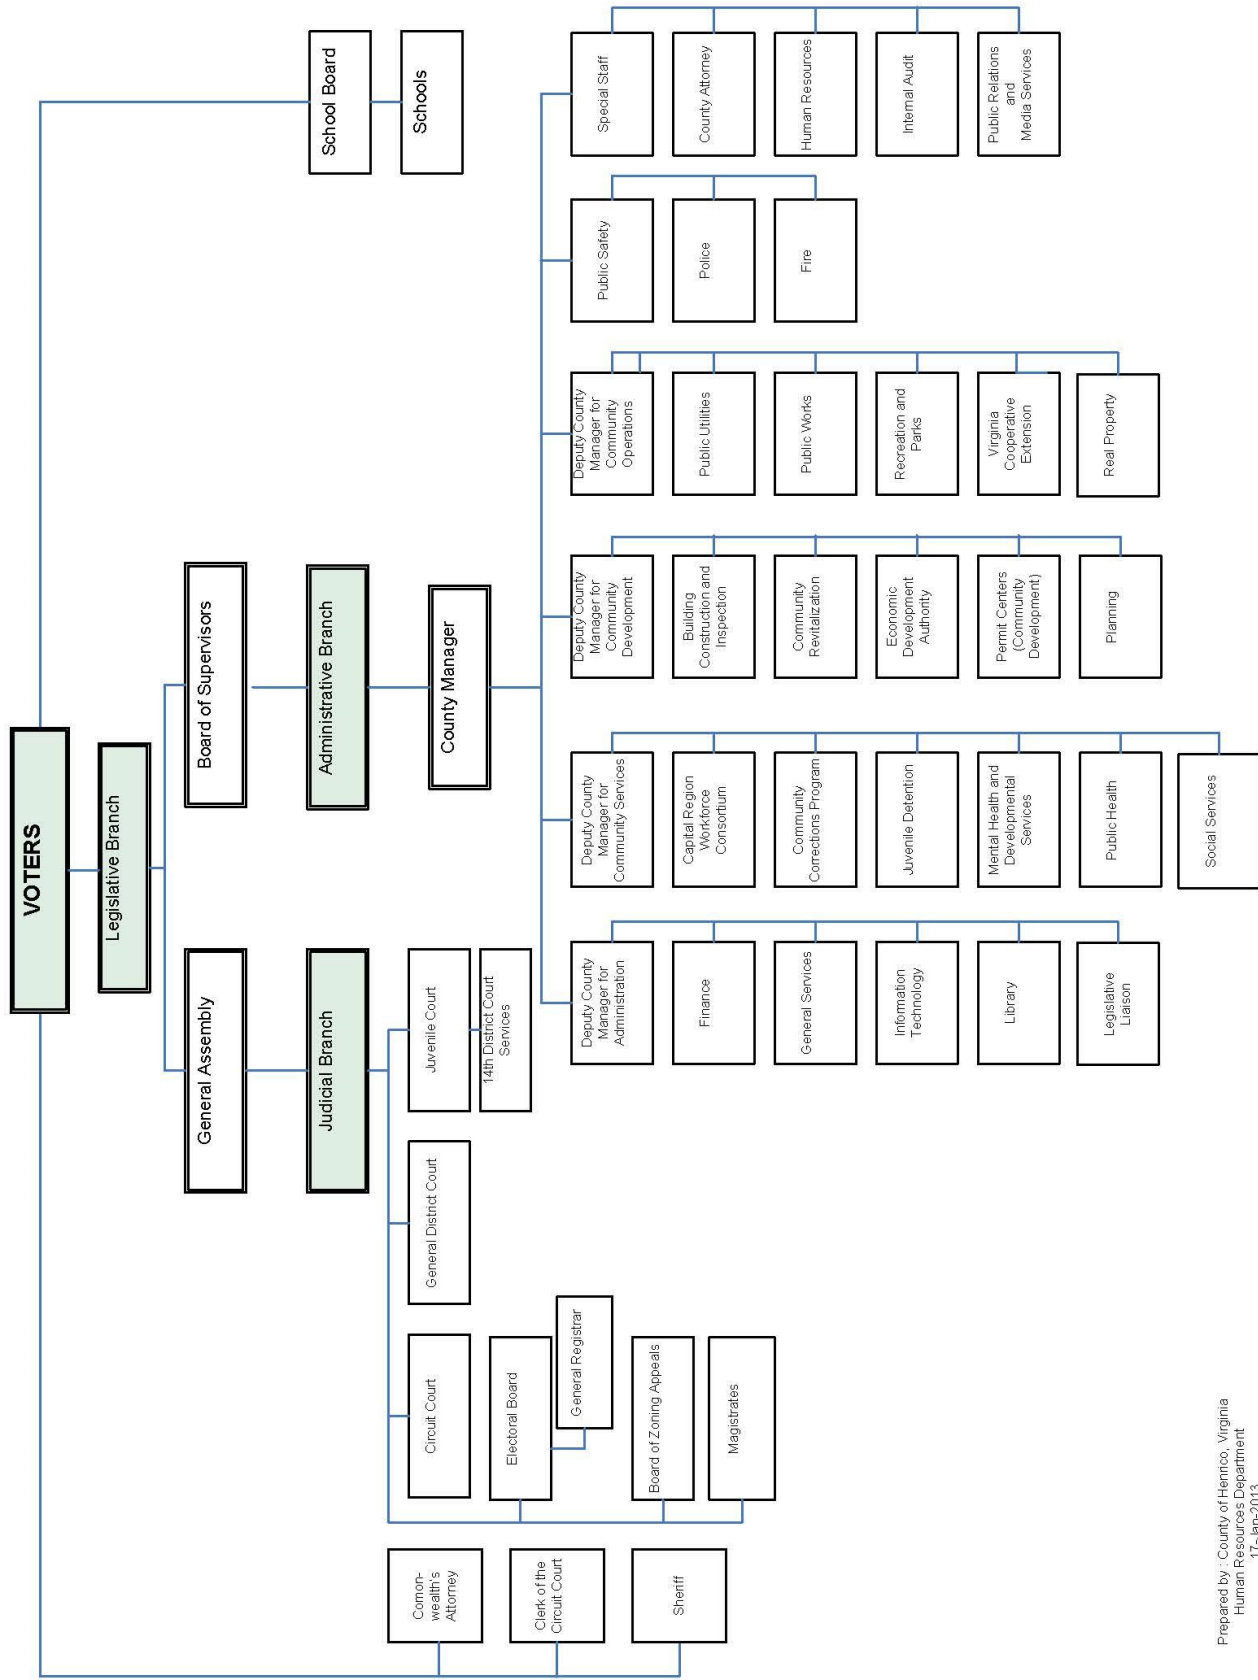 VOTERS
Legislative Branch
General Assembly
Board of Supervisors
Judicial Branch
Administrative Branch
School Board
Schools
County Manager
Comon-
wealth's
Attorney
Clerk of the
Circuit Court
Sheriff
Circuit Court
General District Court
Juvenile Court
14th District Court
Services
Electoral Board
General Registrar
Board of Zoning Appeals
Magistrates
Deputy County
Manager for
Administration
Finance
General Services
Information
Technology
Library
Legislative
Liaison
Deputy County
Manager for
Community Services
Capital Region
Workforce
Consortium
Community
Corrections Program
Juvenile Detention
Mental Health and
Developmental
Services
Public Health
Social Services
Deputy County
Manager for
Community
Development
Building
Construction and
Inspection
Community
Revitalization
Economic
Development
Authority
Permit Centers
(Community
Development)
Planning
Deputy County
Manager for
Community
Operations
Public Utilities
Public Works
Recreation and
Parks
Virginia
Cooperative
Extension
Real Property
Public Safety
Police
Fire
Special Staff
County Attorney
Human Resources
Internal Audit
Public Relations
and
Media Services
Prepared by : County of Henrico, Virginia
Human Resources Department
17-Jan-2013